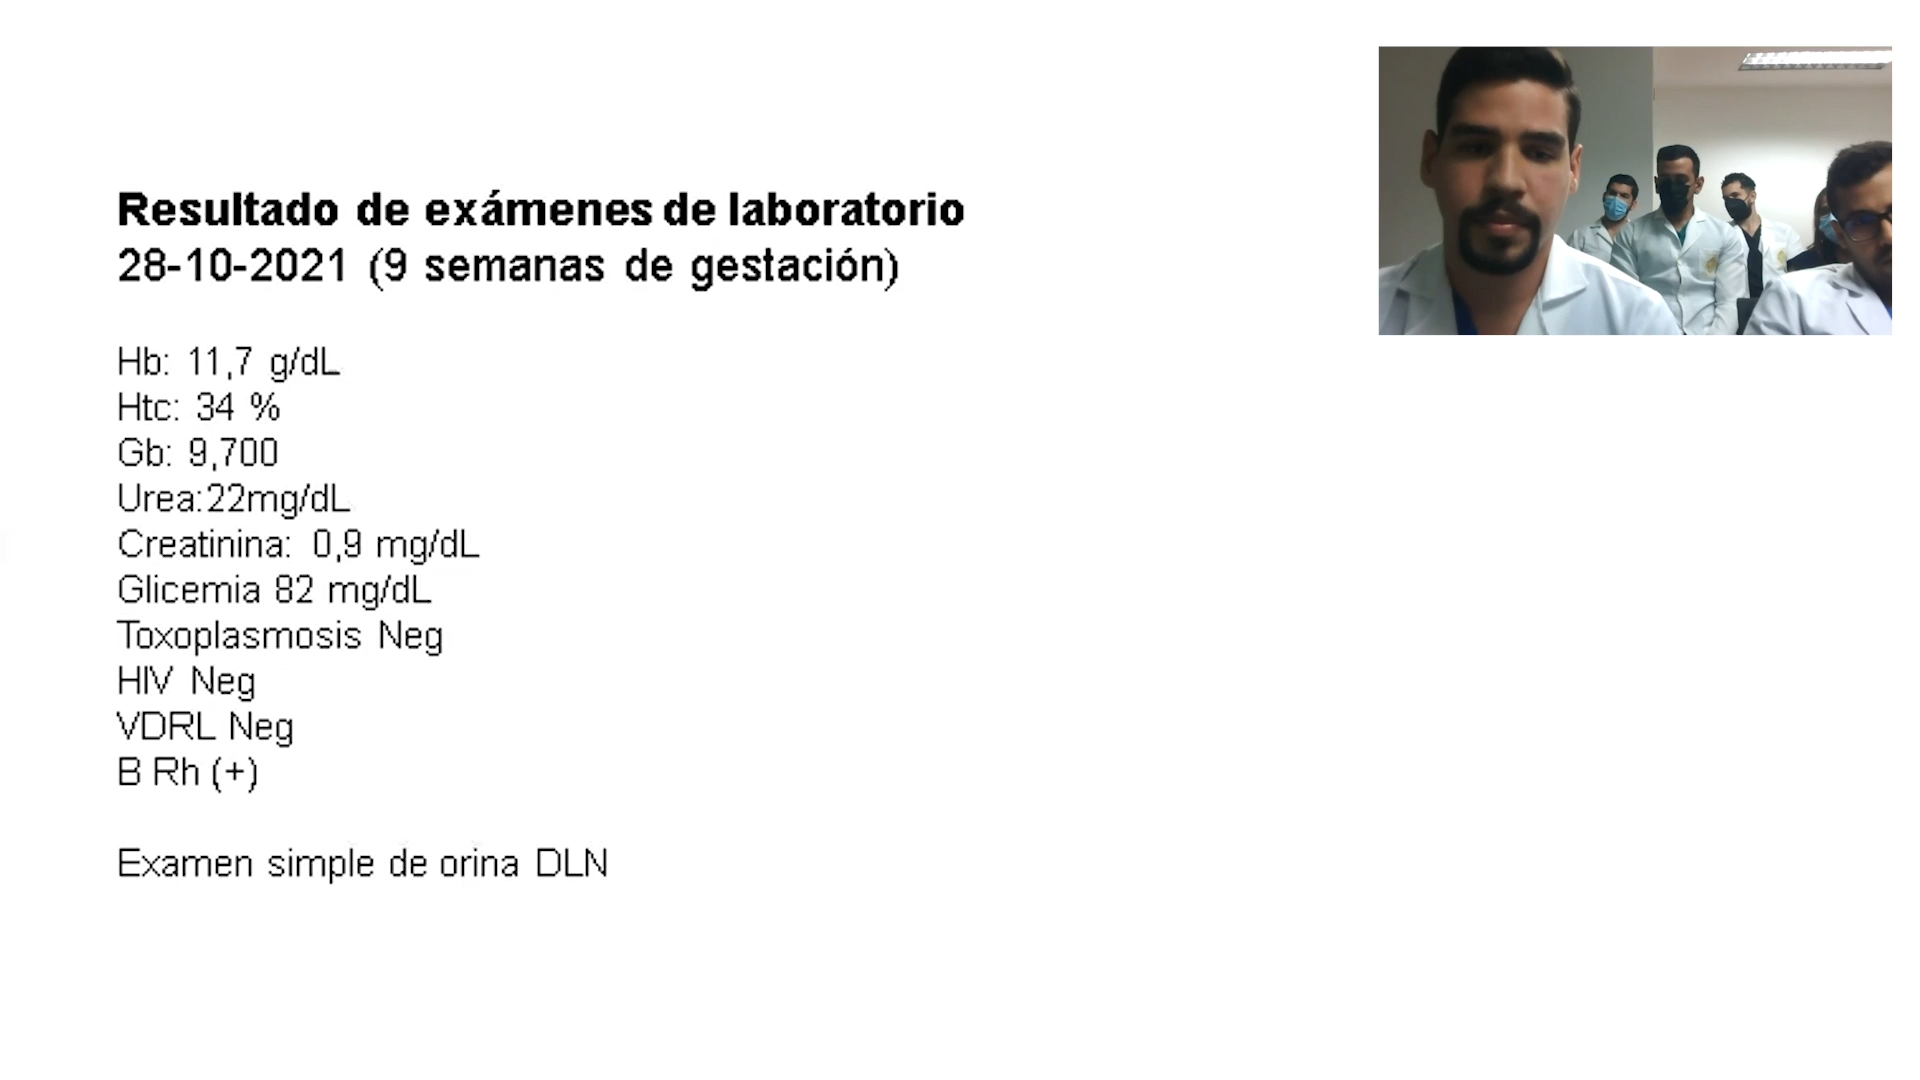 Resultado de exámenes de laboratorio
28-10-2021 (9 semanas de gestación)
Hb: 11,7 g/dL
Htc: 34 %
Gb: 9,700
Urea:22mg/dL
Creatinina: 0,9 mg/dL
Glicemia 82 mg/dL
Toxoplasmosis Neg
HIV Neg
VDRL Neg
B Rh (+)
Examen simple de orina DLN